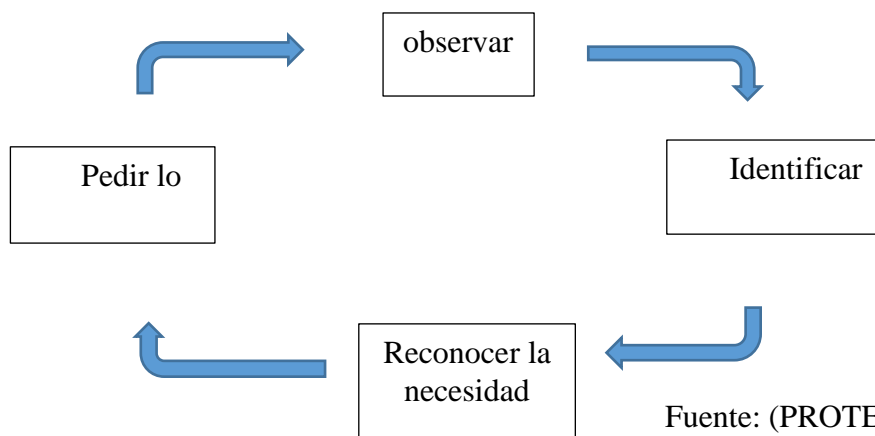 observar
Pedir lo
Identificar
Reconocer la
necesidad
Fuente: (PROTE